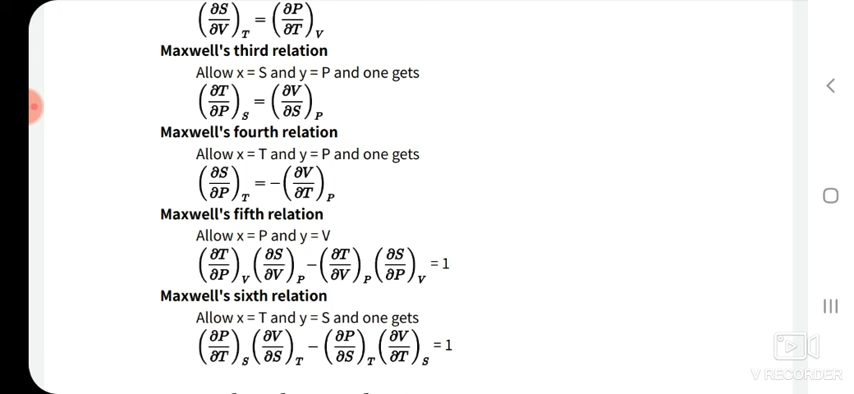 (∂S/∂V)_T = (∂P/∂T)_V
Maxwell's third relation
Allow x = S and y = P and one gets
(∂T/∂P)_S = (∂V/∂S)_P
Maxwell's fourth relation
Allow x = T and y = P and one gets
(∂S/∂P)_T = −(∂V/∂T)_P
Maxwell's fifth relation
Allow x = P and y = V
(∂T/∂P)_V (∂S/∂V)_P − (∂T/∂V)_P (∂S/∂P)_V = 1
Maxwell's sixth relation
Allow x = T and y = S and one gets
(∂P/∂T)_S (∂V/∂S)_T − (∂P/∂S)_T (∂V/∂T)_S = 1
V RECORDER